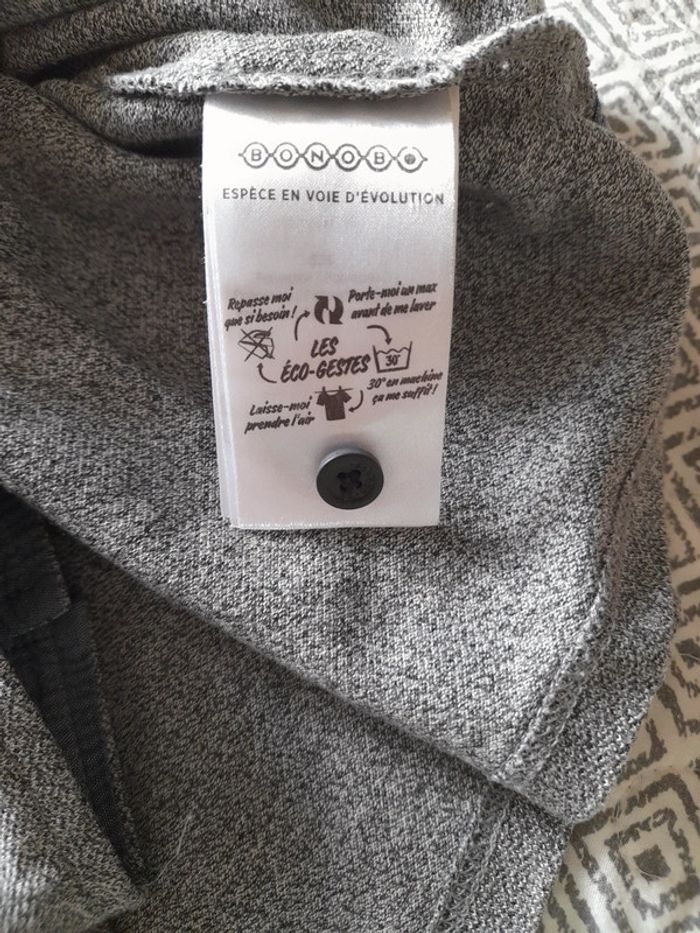 BONOBO
ESPÈCE EN VOIE D'ÉVOLUTION
Repasse moi
que si besoin !
Porte-moi un max
avant de me laver
LES
ÉCO-GESTES
30°
30° en machine
ça me suffit !
Laisse-moi
prendre l'air